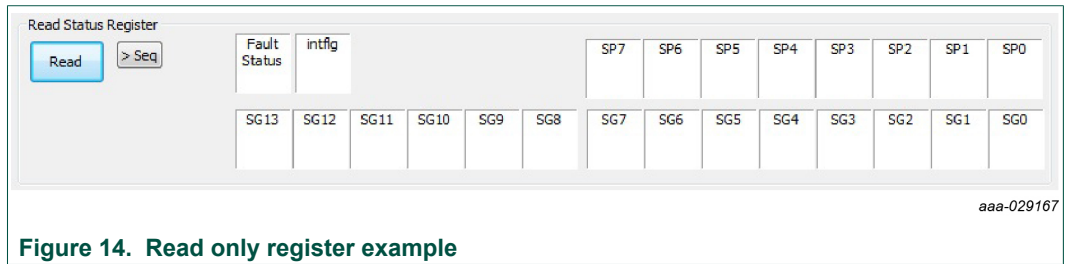 Read Status Register
Read > Seq Fault Status intflg SP7 SP6 SP5 SP4 SP3 SP2 SP1 SP0
SG13 SG12 SG11 SG10 SG9 SG8 SG7 SG6 SG5 SG4 SG3 SG2 SG1 SG0
aaa-029167
Figure 14. Read only register example